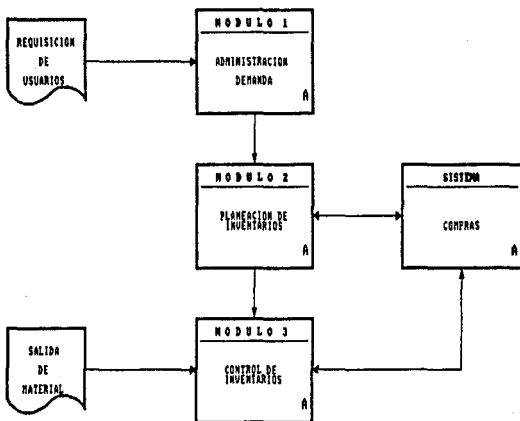 REQUISICION
DE
USUARIOS
MODULO 1
ADMINISTRACION
DEMANDA
A
MODULO 2
PLANEACION DE
INVENTARIOS
A
SISTEMA
COMPRAS
A
SALIDA
DE
MATERIAL
MODULO 3
CONTROL DE
INVENTARIOS
A